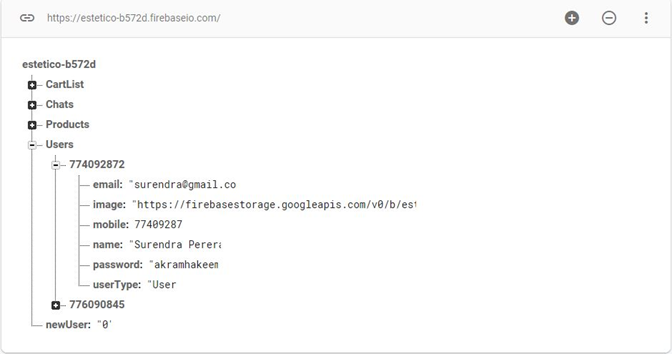 https://estetico-b572d.firebaseio.com/
estetico-b572d
CartList
Chats
Products
Users
774092872
email: "surendra@gmail.co
image: "https://firebasestorage.googleapis.com/v0/b/est
mobile: 77409287
name: "Surendra Perera
password: "akramhakeem
userType: "User
776090845
newUser: "0'